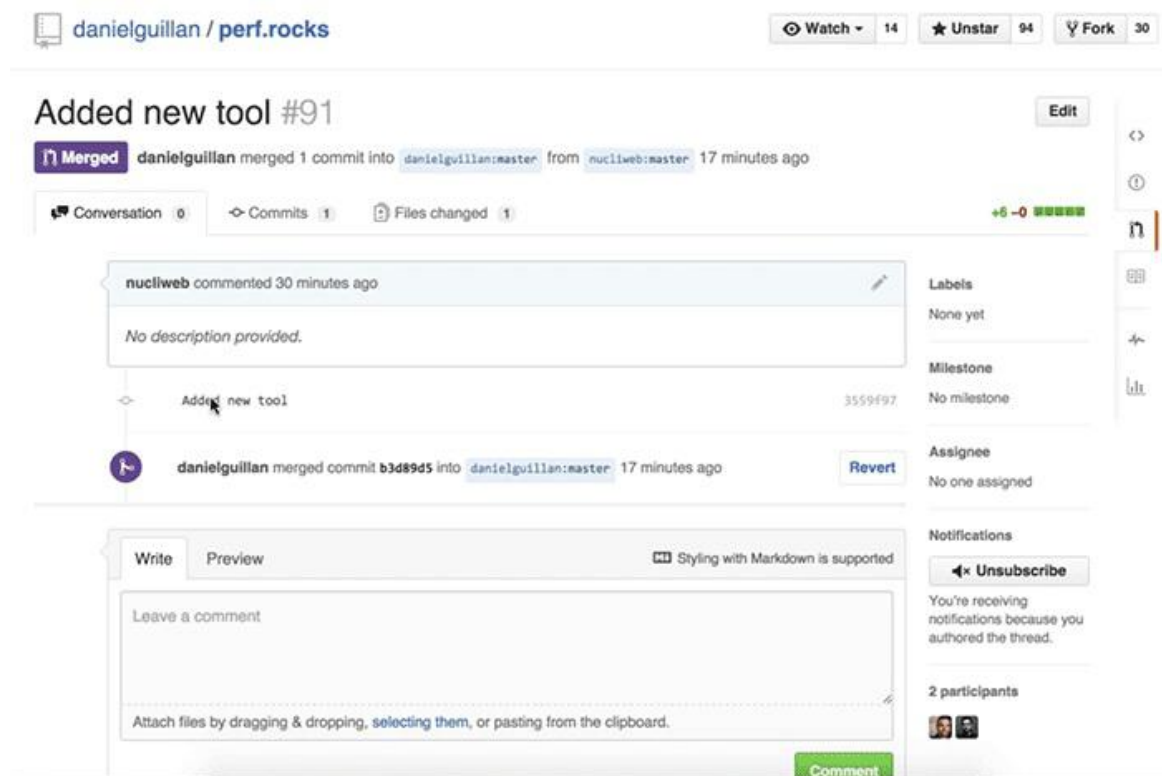 danielguillan / perf.rocks
Watch 14
Unstar 94
Fork 30
Added new tool #91
Edit
Merged danielguillan merged 1 commit into danielguillan:master from nucliweb:master 17 minutes ago
Conversation 0
Commits 1
Files changed 1
+6 −0
nucliweb commented 30 minutes ago
No description provided.
Added new tool
3559f97
danielguillan merged commit b3d89d5 into danielguillan:master 17 minutes ago
Revert
Write
Preview
Styling with Markdown is supported
Leave a comment
Attach files by dragging & dropping, selecting them, or pasting from the clipboard.
Comment
Labels
None yet
Milestone
No milestone
Assignee
No one assigned
Notifications
Unsubscribe
You're receiving
notifications because you
authored the thread.
2 participants